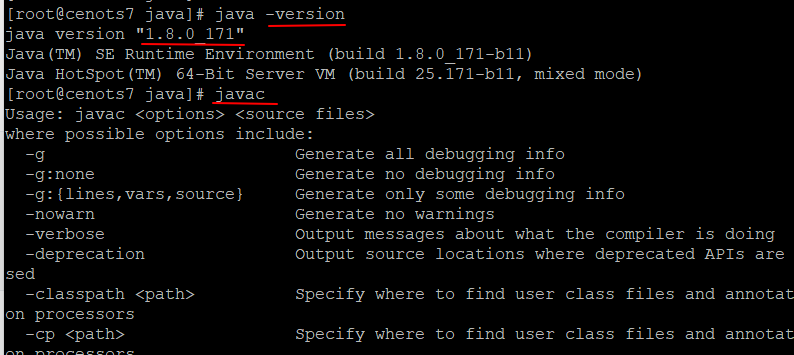 [root@cenots7 java]# java -version
java version "1.8.0_171"
Java(TM) SE Runtime Environment (build 1.8.0_171-b11)
Java HotSpot(TM) 64-Bit Server VM (build 25.171-b11, mixed mode)
[root@cenots7 java]# javac
Usage: javac <options> <source files>
where possible options include:
  -g                         Generate all debugging info
  -g:none                    Generate no debugging info
  -g:{lines,vars,source}     Generate only some debugging info
  -nowarn                    Generate no warnings
  -verbose                   Output messages about what the compiler is doing
  -deprecation               Output source locations where deprecated APIs are
sed
  -classpath <path>          Specify where to find user class files and annotat
on processors
  -cp <path>                 Specify where to find user class files and annotat
on processors